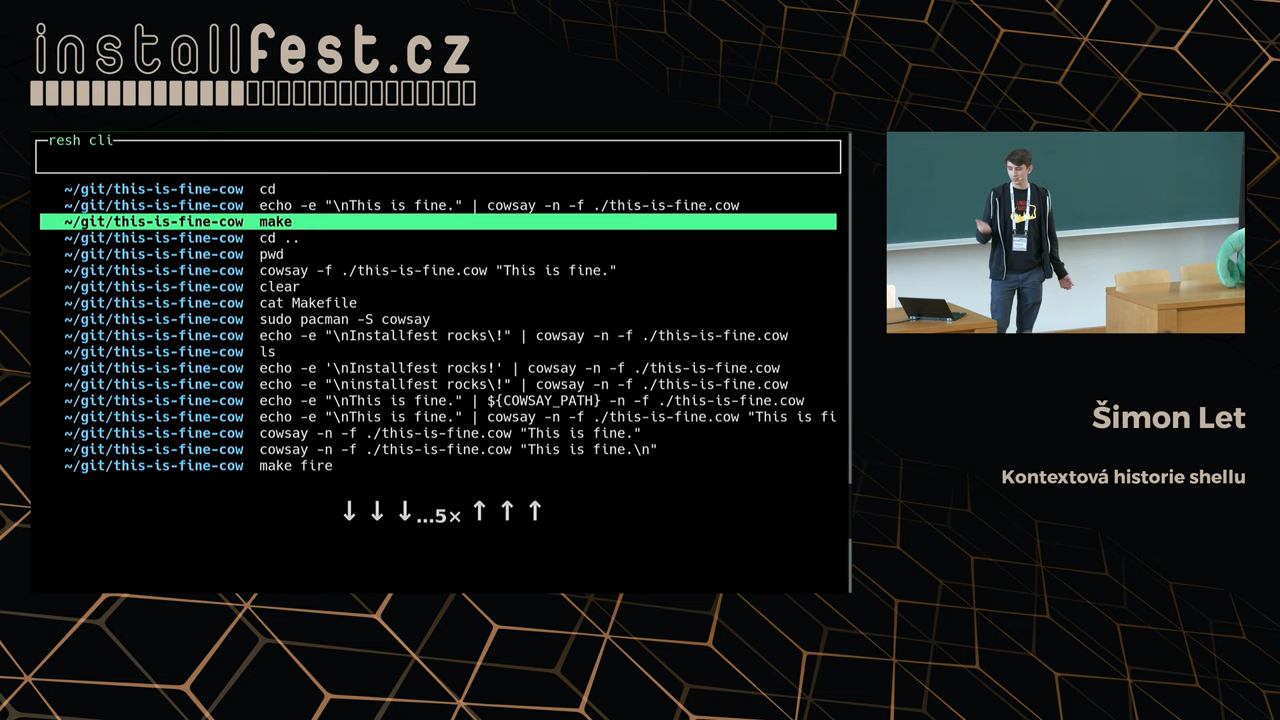 installfest.cz
resh cli
~/git/this-is-fine-cow cd
~/git/this-is-fine-cow echo -e "\nThis is fine." | cowsay -n -f ./this-is-fine.cow
~/git/this-is-fine-cow make
~/git/this-is-fine-cow cd ..
~/git/this-is-fine-cow pwd
~/git/this-is-fine-cow cowsay -f ./this-is-fine.cow "This is fine."
~/git/this-is-fine-cow clear
~/git/this-is-fine-cow cat Makefile
~/git/this-is-fine-cow sudo pacman -S cowsay
~/git/this-is-fine-cow echo -e "\nInstallfest rocks\!" | cowsay -n -f ./this-is-fine.cow
~/git/this-is-fine-cow ls
~/git/this-is-fine-cow echo -e '\nInstallfest rocks!' | cowsay -n -f ./this-is-fine.cow
~/git/this-is-fine-cow echo -e "\ninstallfest rocks\!" | cowsay -n -f ./this-is-fine.cow
~/git/this-is-fine-cow echo -e "\nThis is fine." | ${COWSAY_PATH} -n -f ./this-is-fine.cow
~/git/this-is-fine-cow echo -e "\nThis is fine." | cowsay -n -f ./this-is-fine.cow "This is fi
~/git/this-is-fine-cow cowsay -n -f ./this-is-fine.cow "This is fine."
~/git/this-is-fine-cow cowsay -n -f ./this-is-fine.cow "This is fine.\n"
~/git/this-is-fine-cow make fire
↓ ↓ ↓ ...5× ↑ ↑ ↑
Šimon Let
Kontextová historie shellu